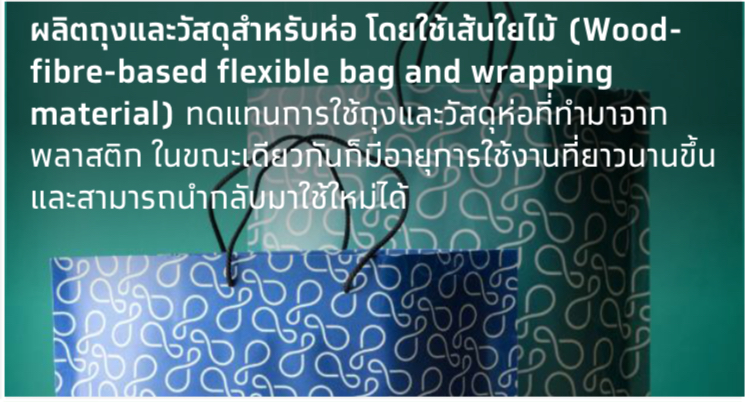 ผลิตถุงและวัสดุสำหรับห่อ โดยใช้เส้นใยไม้ (Wood-
fibre-based flexible bag and wrapping
material) ทดแทนการใช้ถุงและวัสดุห่อที่ทำมาจาก
พลาสติก ในขณะเดียวกันก็มีอายุการใช้งานที่ยาวนานขึ้น
และสามารถนำกลับมาใช้ใหม่ได้